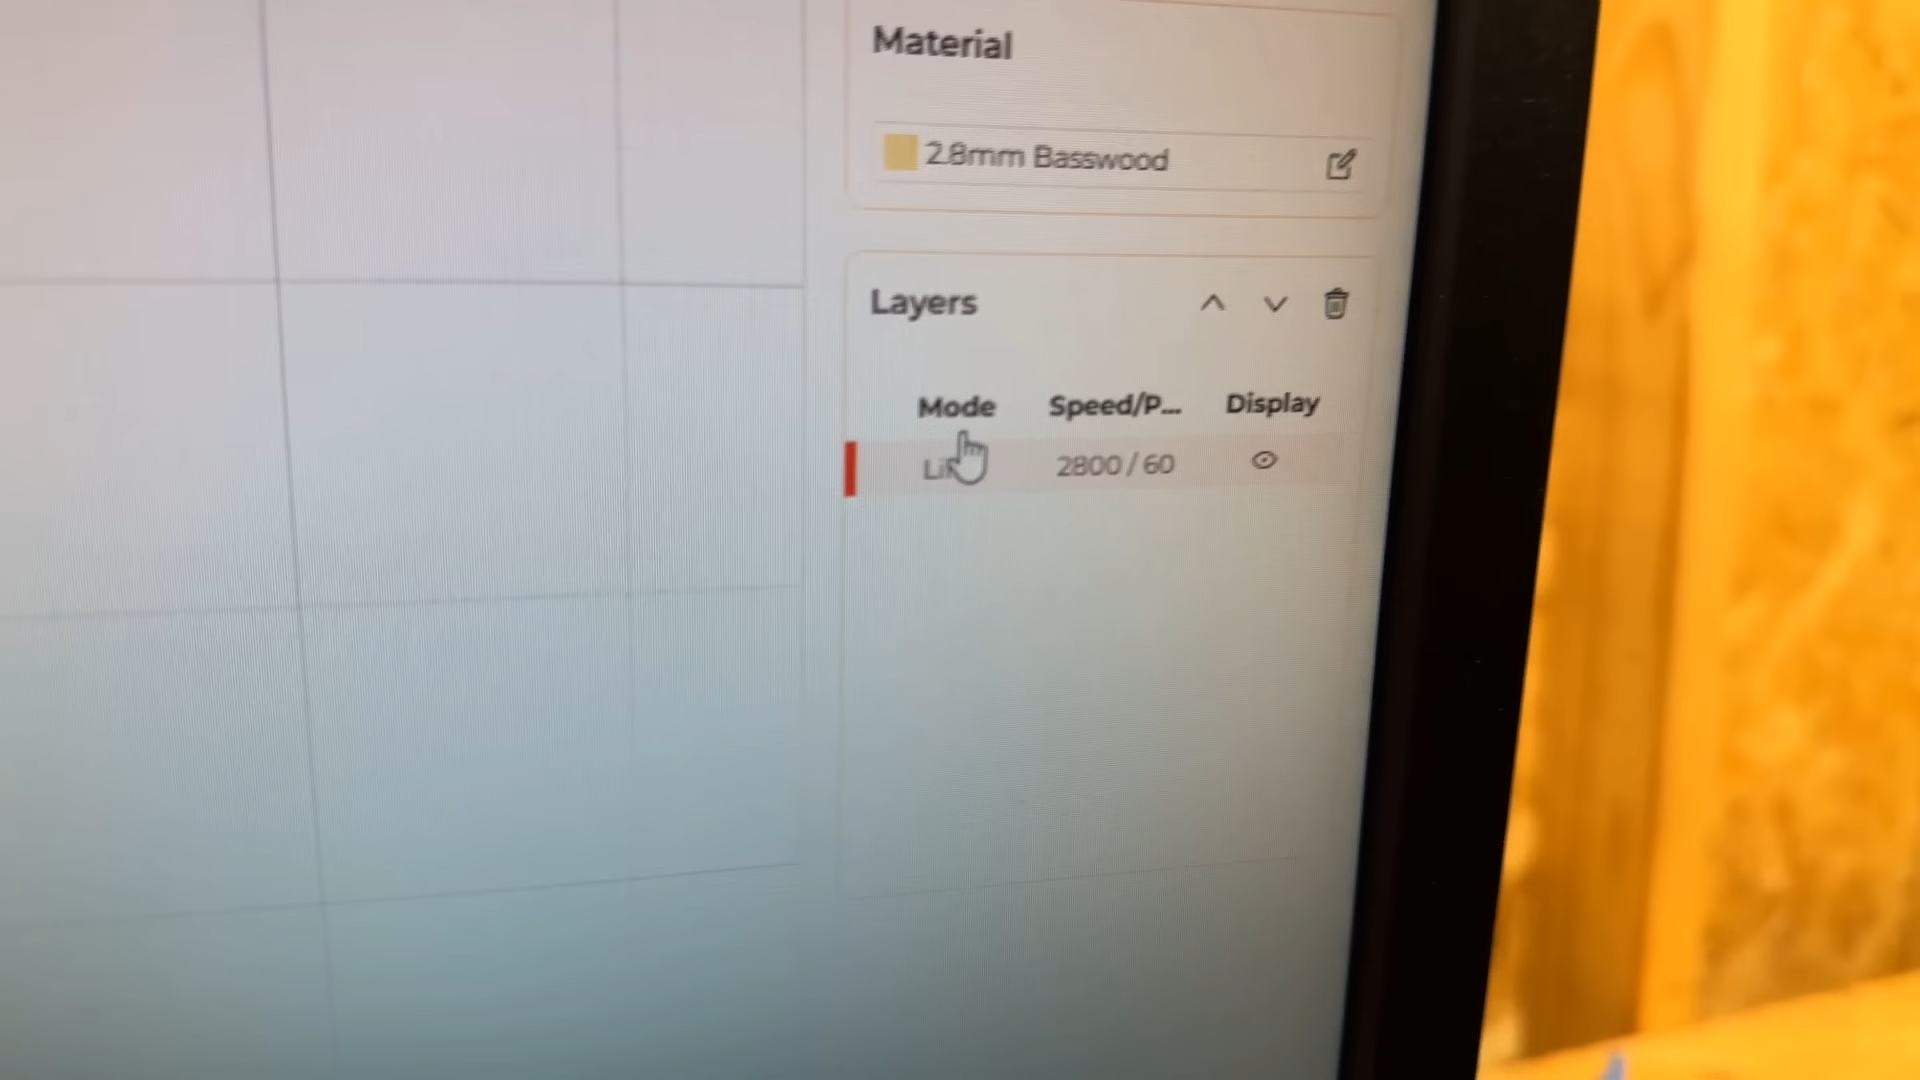 Material
2.8mm Basswood
Layers
Mode Speed/P... Display
2800 / 60